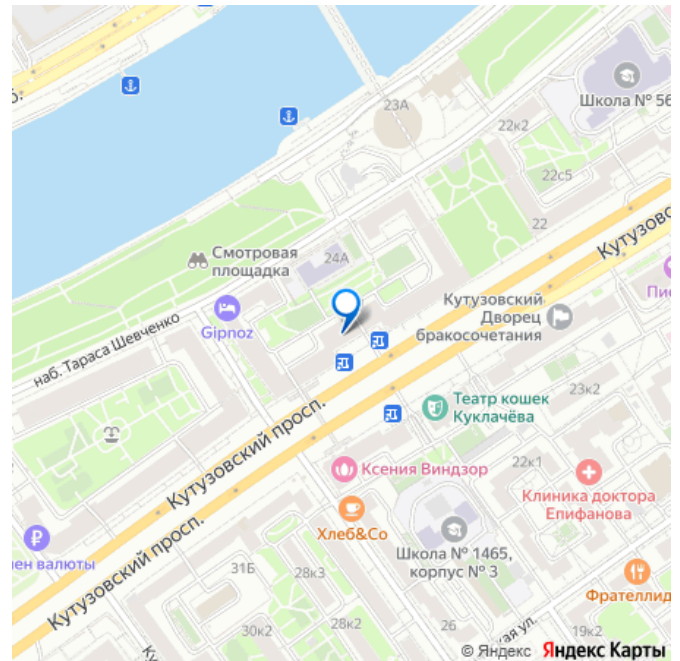 23А
Школа № 56
22к2
22с5
22
Смотровая
площадка
24А
Кутузовский
Дворец
бракосочетания
Gipnoz
наб. Тараса Шевченко
Театр кошек
Куклачёва
23к2
Кутузовский просп.
Ксения Виндзор
22к1
Клиника доктора
Епифанова
Хлеб&Co
Школа № 1465,
корпус № 3
31Б
28к3
Кутузовский просп.
30к2
28к2
26
19к2
© Яндекс Яндекс Карты